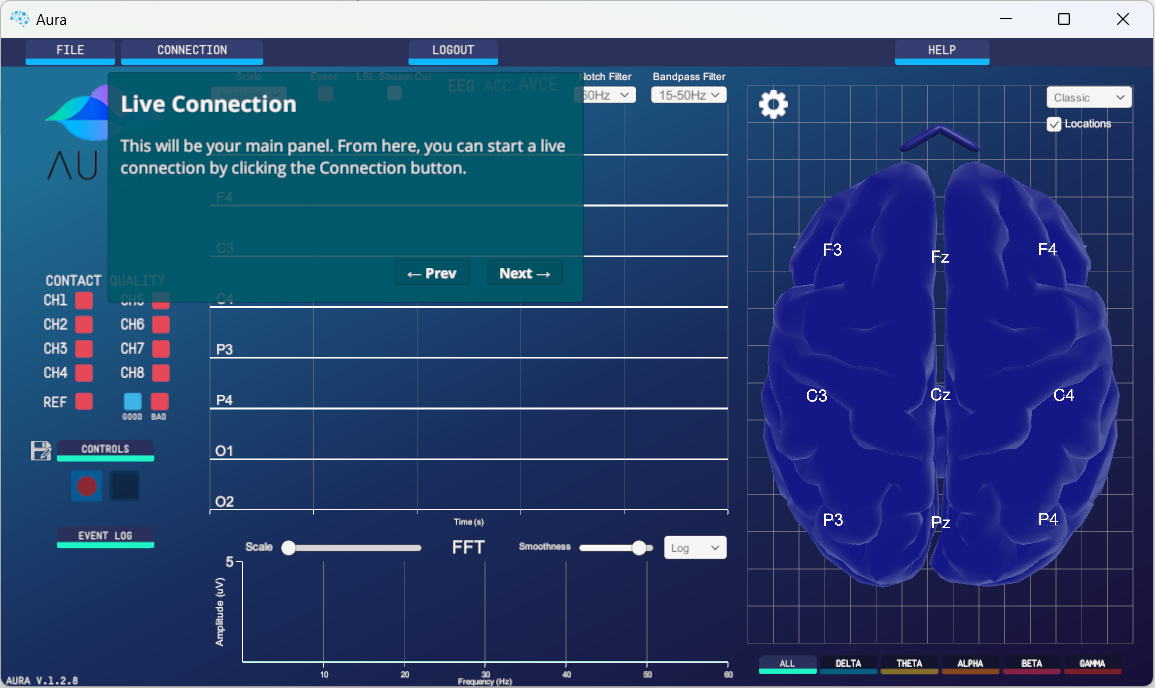 Aura
FILE
CONNECTION
LOGOUT
HELP
Scale
Event
LSL Stream Out
EEG ACC AVCE
Notch Filter
60Hz
Bandpass Filter
15-50Hz
Live Connection
This will be your main panel. From here, you can start a live
connection by clicking the Connection button.
← Prev
Next →
AU
CONTACT QUALITY
CH1
CH5
CH2
CH6
CH3
CH7
CH4
CH8
REF
GOOD
BAD
CONTROLS
EVENT LOG
F4
C3
C4
P3
P4
O1
O2
Time (s)
Scale
FFT
Smoothness
Log
5
Amplitude (uV)
10
20
30
40
50
60
Frequency (Hz)
Classic
Locations
F3
Fz
F4
C3
Cz
C4
P3
Pz
P4
ALL
DELTA
THETA
ALPHA
BETA
GAMMA
AURA V.1.2.8